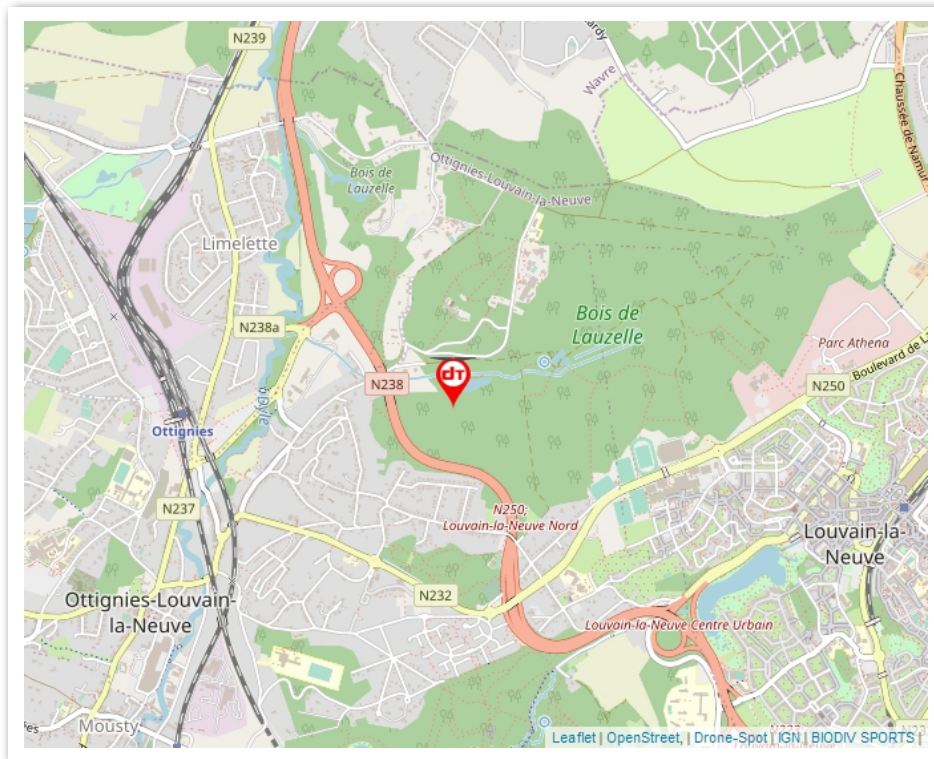 N239
ardy
Wavre
Chaussée de Namur
Ottignies-Louvain-la-Neuve
Bois de
Lauzelle
Limelette
N238a
Bois de
Lauzelle
Parc Athena
Boulevard de L
N238
dT
N250
Dyle
Ottignies
N237
N250;
Louvain-la-Neuve Nord
Louvain-la-
Neuve
N232
Ottignies-Louvain-
la-Neuve
Louvain-la-Neuve Centre Urbain
Mousty
Leaflet | OpenStreet, | Drone-Spot | IGN | BIODIV SPORTS |